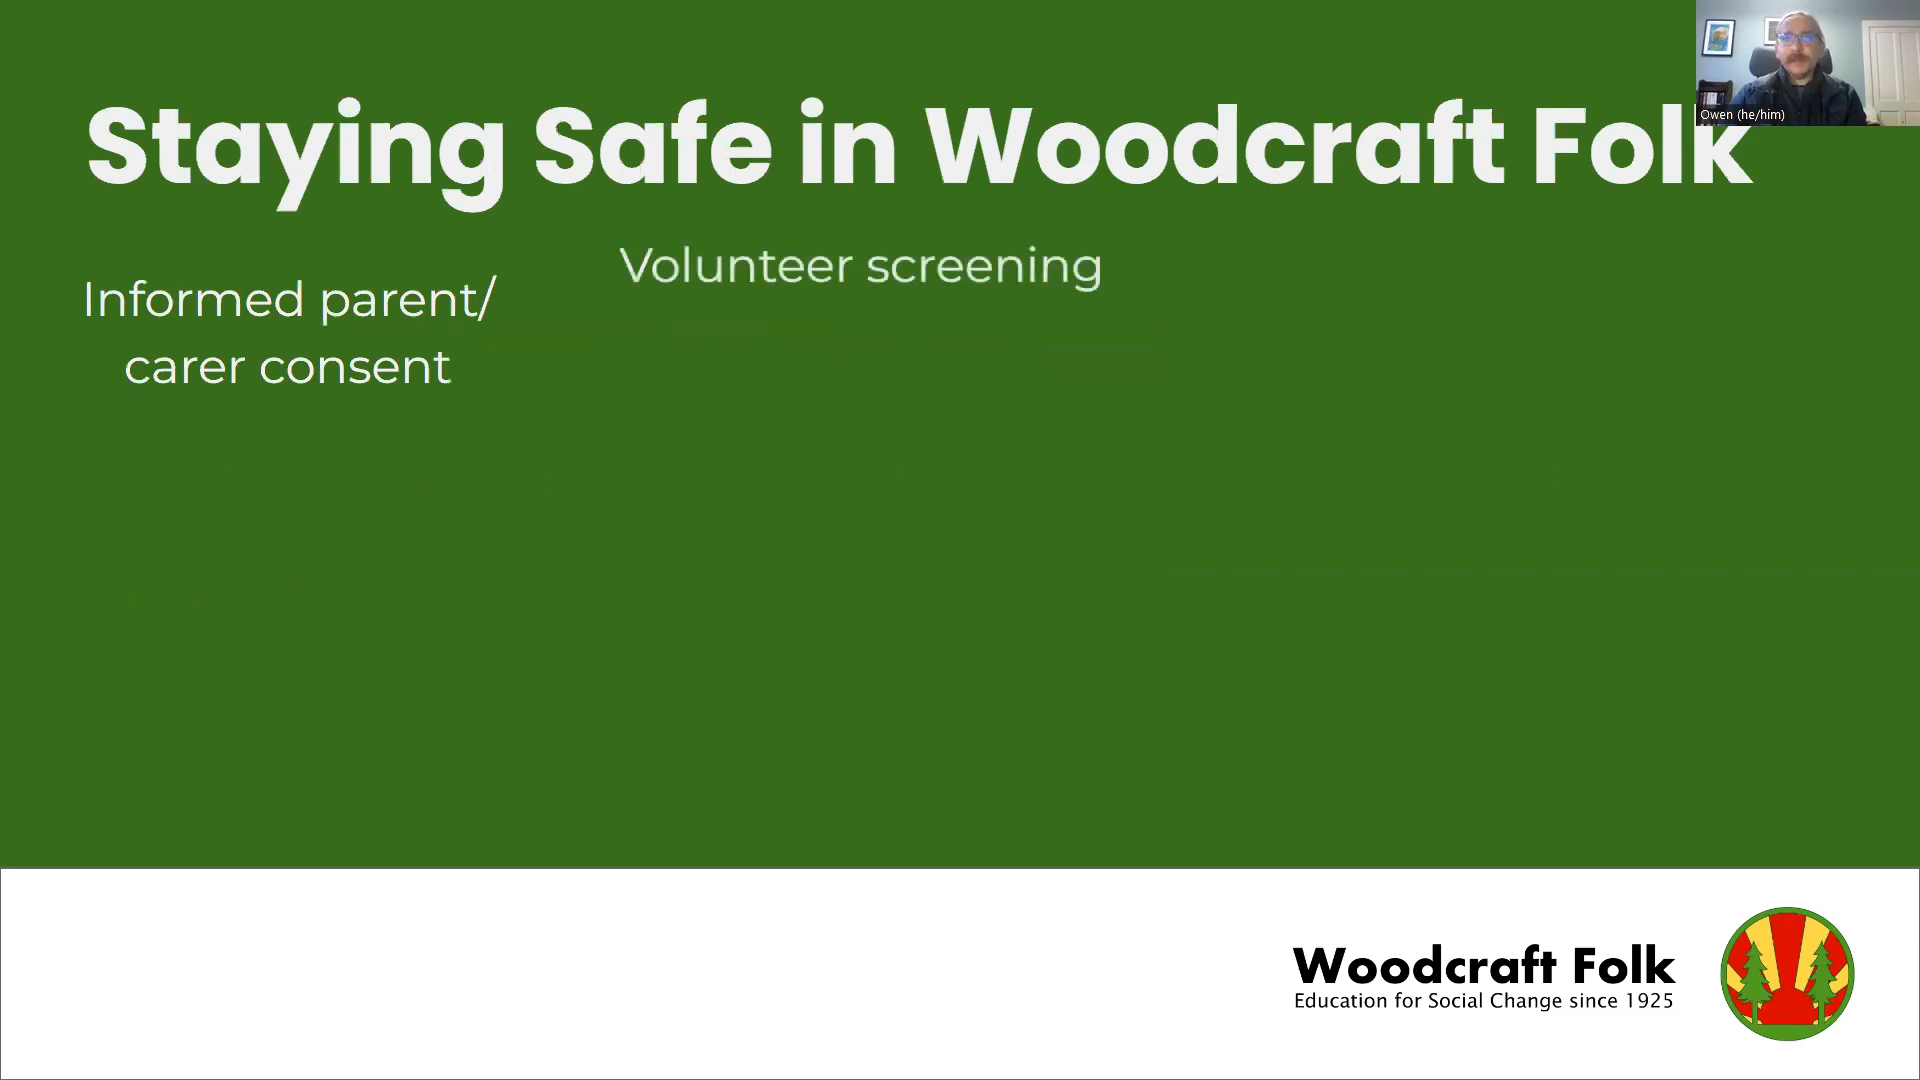 Staying Safe in Woodcraft Folk
Owen (he/him)
Volunteer screening
Informed parent/
carer consent
Woodcraft Folk
Education for Social Change since 1925